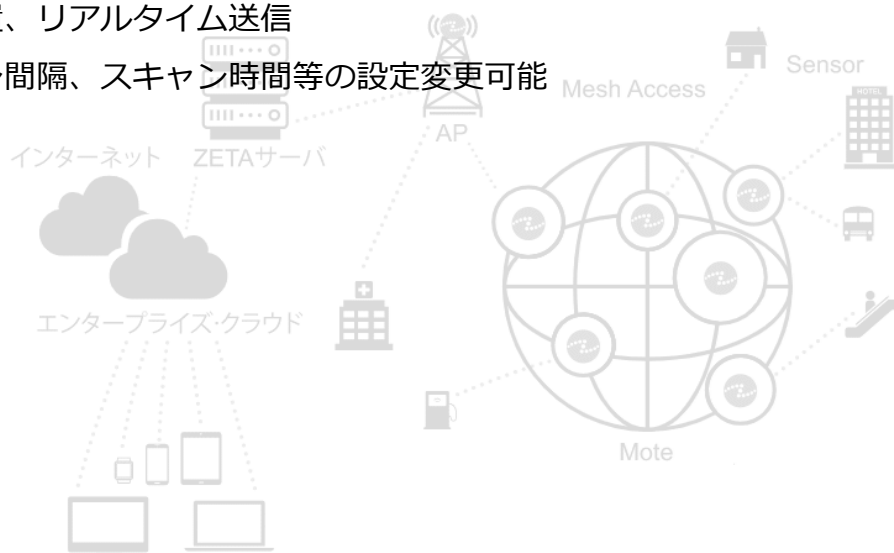 置、リアルタイム送信
間隔、スキャン時間等の設定変更可能
Sensor
Mesh Access
HOTEL
AP
インターネット ZETAサーバ
エンタープライズ・クラウド
Mote